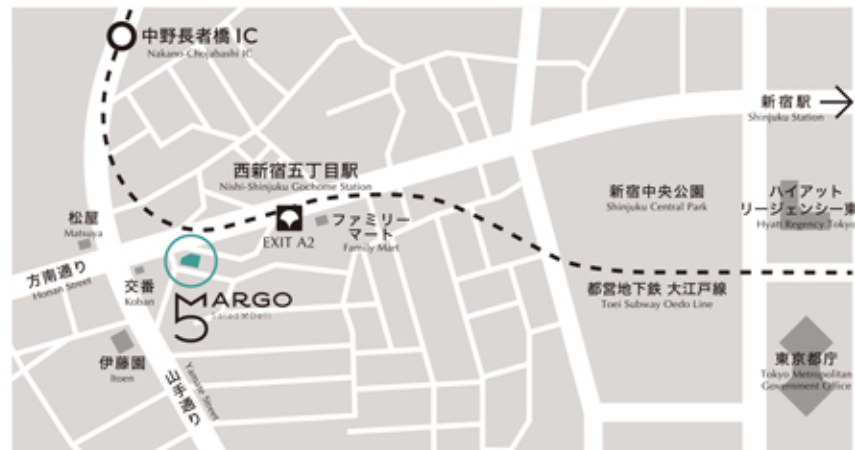 中野長者橋 IC
Nakano-Chojabashi IC
新宿駅
Shinjuku Station
西新宿五丁目駅
Nishi-Shinjuku Gochome Station
新宿中央公園
Shinjuku Central Park
ハイアット
リージェンシー東
Hyatt Regency Tokyo
松屋
Matsuya
EXIT A2
ファミリー
マート
Family Mart
方南通り
Honan Street
交番
Koban
5 MARGO
Salad Deli
都営地下鉄 大江戸線
Toei Subway Oedo Line
伊藤園
Itoen
山手通り
Yamate Street
東京都庁
Tokyo Metropolitan
Government Office